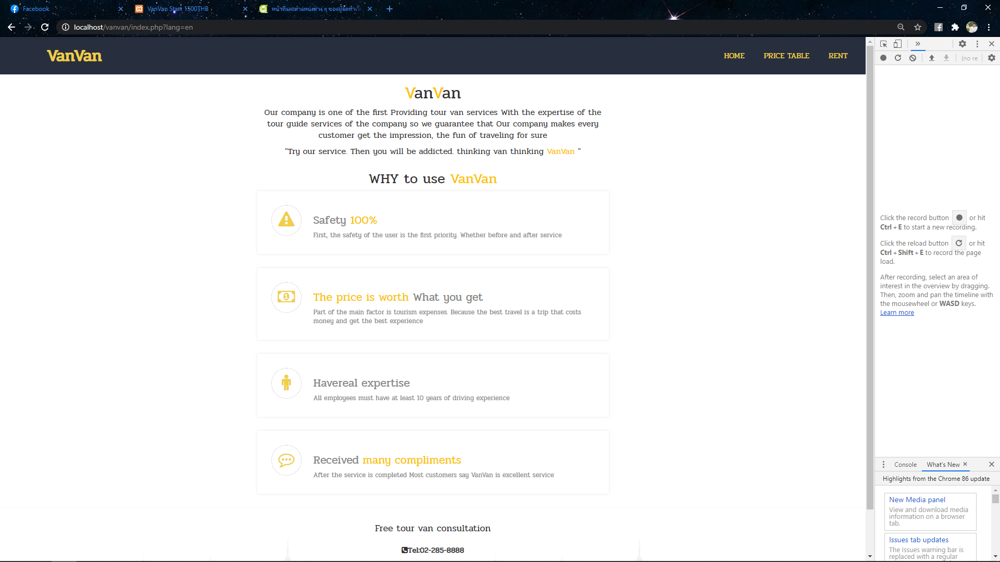 Facebook
VanVan Start 1500THB
หน้าที่และตำแหน่งต่าง ๆ ของผู้จัดทำเว็บ
localhost/vanvan/index.php?lang=en
VanVan
HOME
PRICE TABLE
RENT
VanVan
Our company is one of the first Providing tour van services With the expertise of the
tour guide services of the company so we guarantee that Our company makes every
customer get the impression, the fun of traveling for sure
"Try our service. Then you will be addicted. thinking van thinking VanVan "
WHY to use VanVan
Safety 100%
First, the safety of the user is the first priority. Whether before and after service
The price is worth What you get
Part of the main factor is tourism expenses. Because the best travel is a trip that costs
money and get the best experience
Havereal expertise
All employees must have at least 10 years of driving experience
Received many compliments
After the service is completed Most customers say VanVan is excellent service
Free tour van consultation
Tel:02-285-8888
(no re
Click the record button or hit
Ctrl + E to start a new recording.
Click the reload button or hit
Ctrl + Shift + E to record the page
load.
After recording, select an area of
interest in the overview by dragging.
Then, zoom and pan the timeline with
the mousewheel or WASD keys.
Learn more
Console
What's New
Highlights from the Chrome 86 update
New Media panel
View and download media
information on a browser
tab.
Issues tab updates
The Issues warning bar is
replaced with a regular